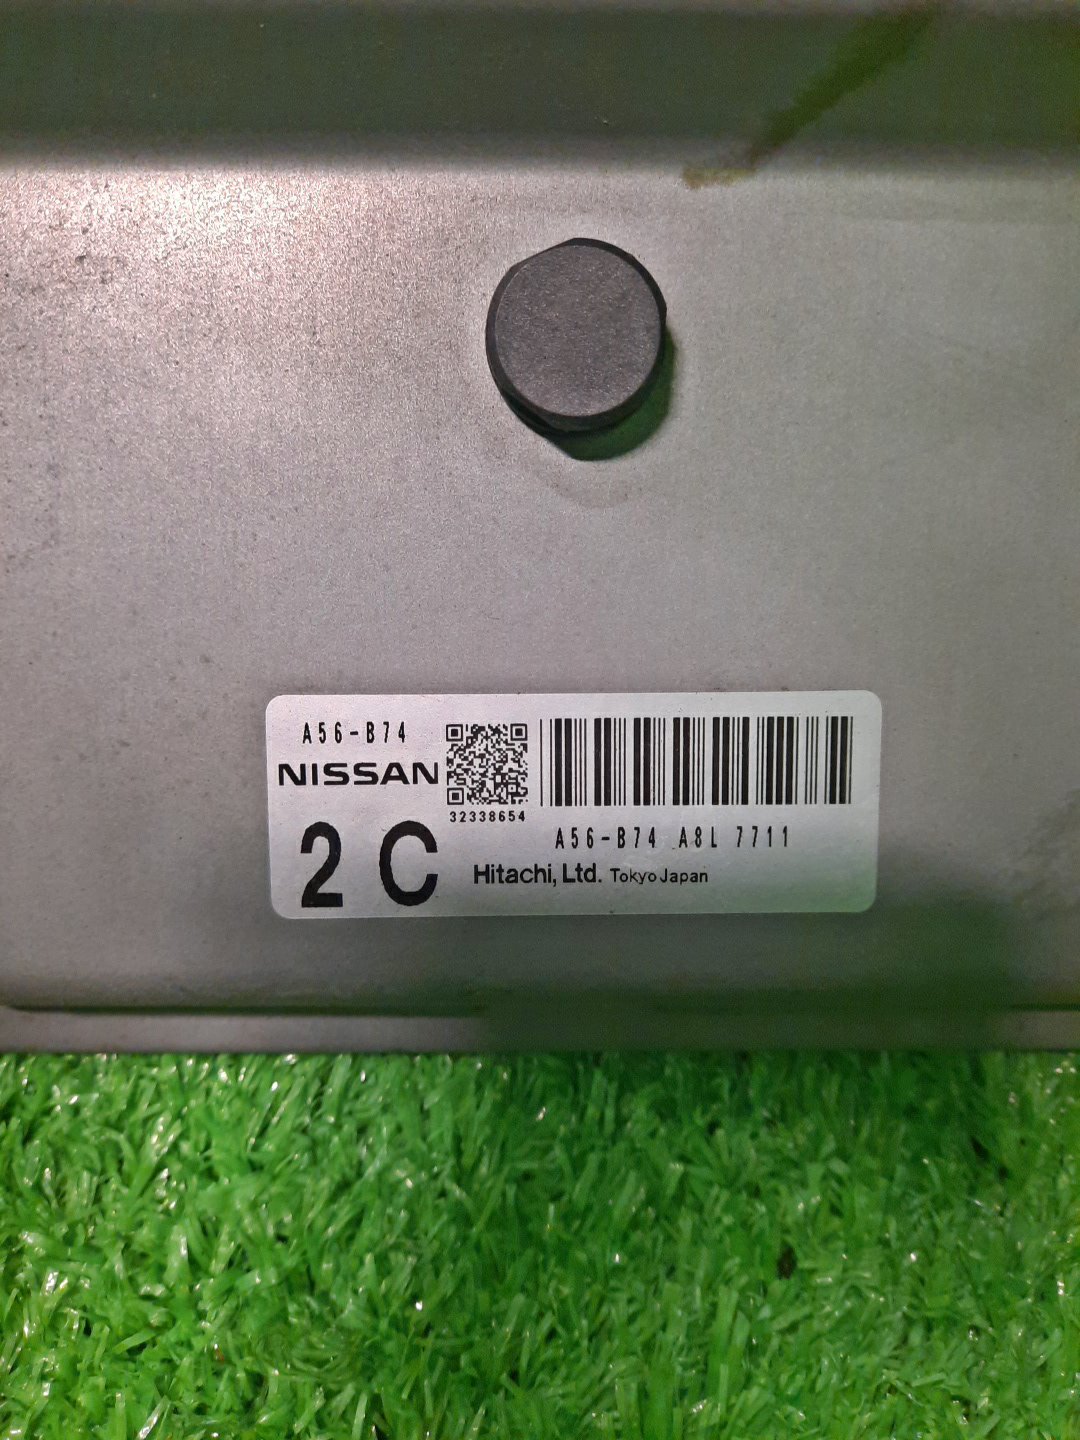 A56-B74
NISSAN
32338654
2 C
A56-B74 A8L 7711
Hitachi, Ltd. Tokyo Japan